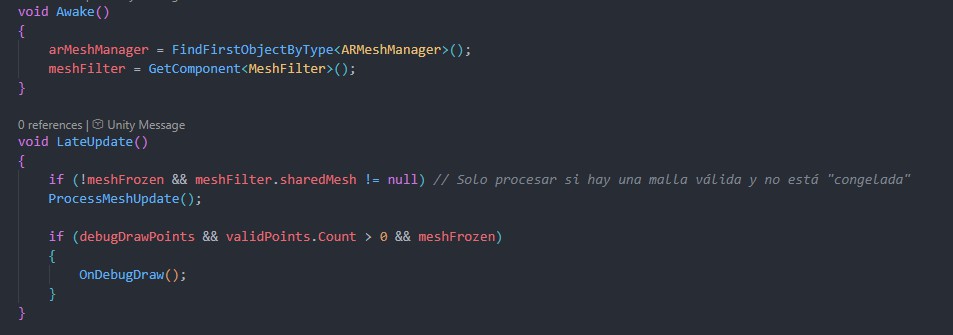 void Awake()
{
    arMeshManager = FindFirstObjectByType<ARMeshManager>();
    meshFilter = GetComponent<MeshFilter>();
}
0 references | Unity Message
void LateUpdate()
{
    if (!meshFrozen && meshFilter.sharedMesh != null) // Solo procesar si hay una malla válida y no está "congelada"
    ProcessMeshUpdate();
    if (debugDrawPoints && validPoints.Count > 0 && meshFrozen)
    {
        OnDebugDraw();
    }
}